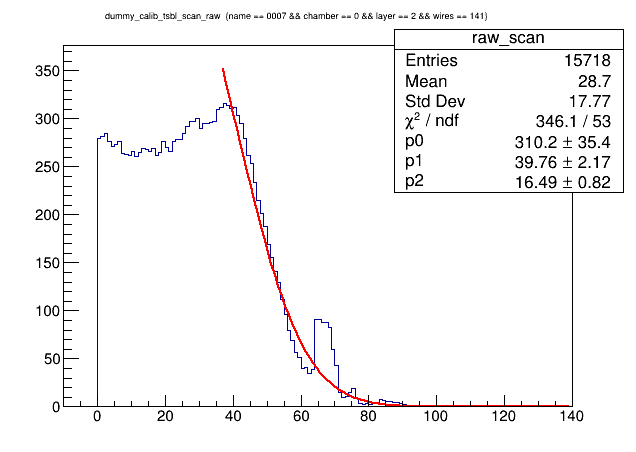 dummy_calib_tsbl_scan_raw (name == 0007 && chamber == 0 && layer == 2 && wires == 141)
raw_scan
Entries 15718
Mean 28.7
Std Dev 17.77
χ² / ndf 346.1 / 53
p0 310.2 ± 35.4
p1 39.76 ± 2.17
p2 16.49 ± 0.82
350
300
250
200
150
100
50
0
0 20 40 60 80 100 120 140